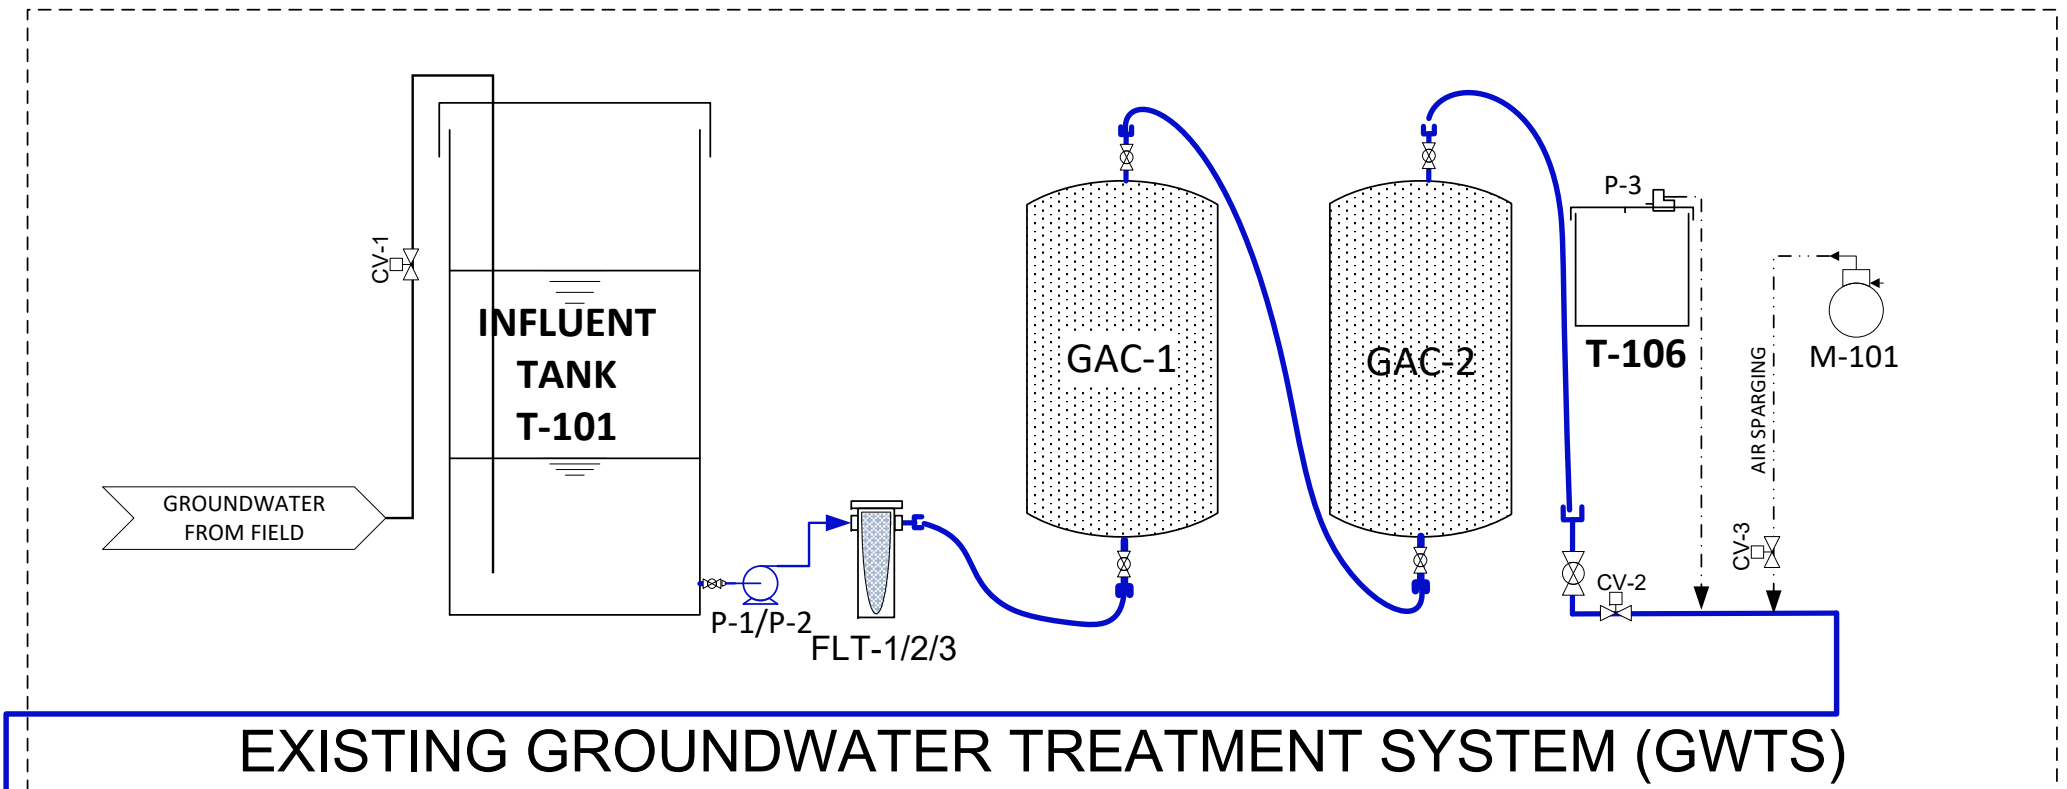 CV-1
INFLUENT
TANK
T-101
GROUNDWATER
FROM FIELD
P-1/P-2
FLT-1/2/3
GAC-1
GAC-2
P-3
T-106
AIR SPARGING
M-101
CV-3
CV-2
EXISTING GROUNDWATER TREATMENT SYSTEM (GWTS)